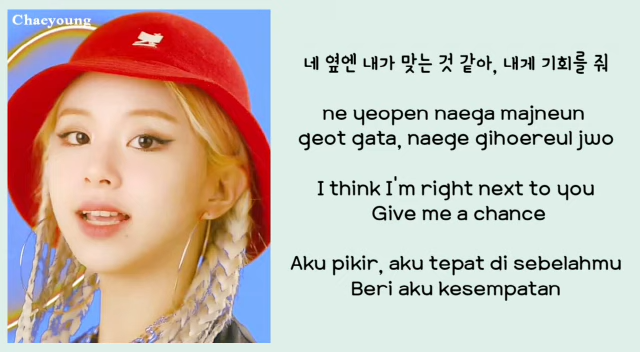 Chaeyoung
네 옆엔 내가 맞는 것 같아, 내게 기회를 줘
ne yeopen naega majneun
geot gata, naege gihoereul jwo
I think I'm right next to you
Give me a chance
Aku pikir, aku tepat di sebelahmu
Beri aku kesempatan